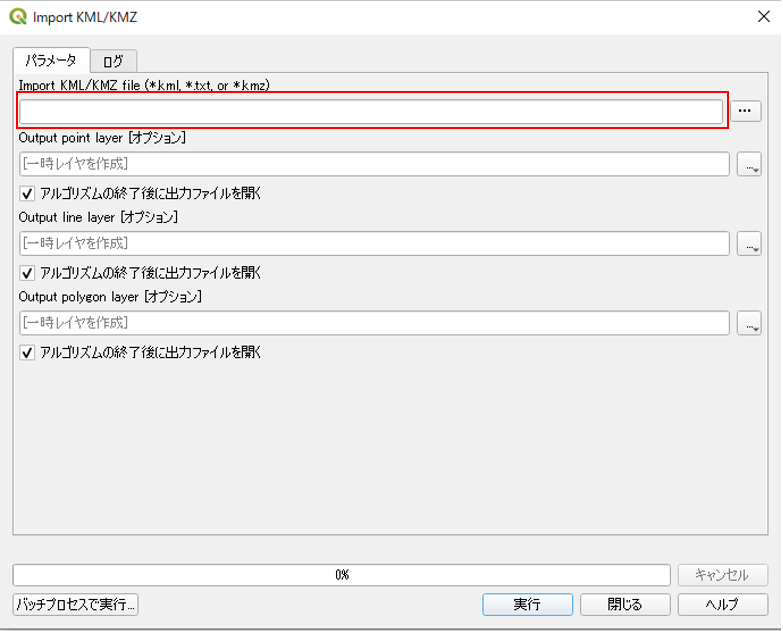 Import KML/KMZ
パラメータ ログ
Import KML/KMZ file (*.kml, *.txt, or *.kmz)
...
Output point layer [オプション]
[一時レイヤを作成]
...
アルゴリズムの終了後に出力ファイルを開く
Output line layer [オプション]
[一時レイヤを作成]
...
アルゴリズムの終了後に出力ファイルを開く
Output polygon layer [オプション]
[一時レイヤを作成]
...
アルゴリズムの終了後に出力ファイルを開く
0% キャンセル
バッチプロセスで実行... 実行 閉じる ヘルプ